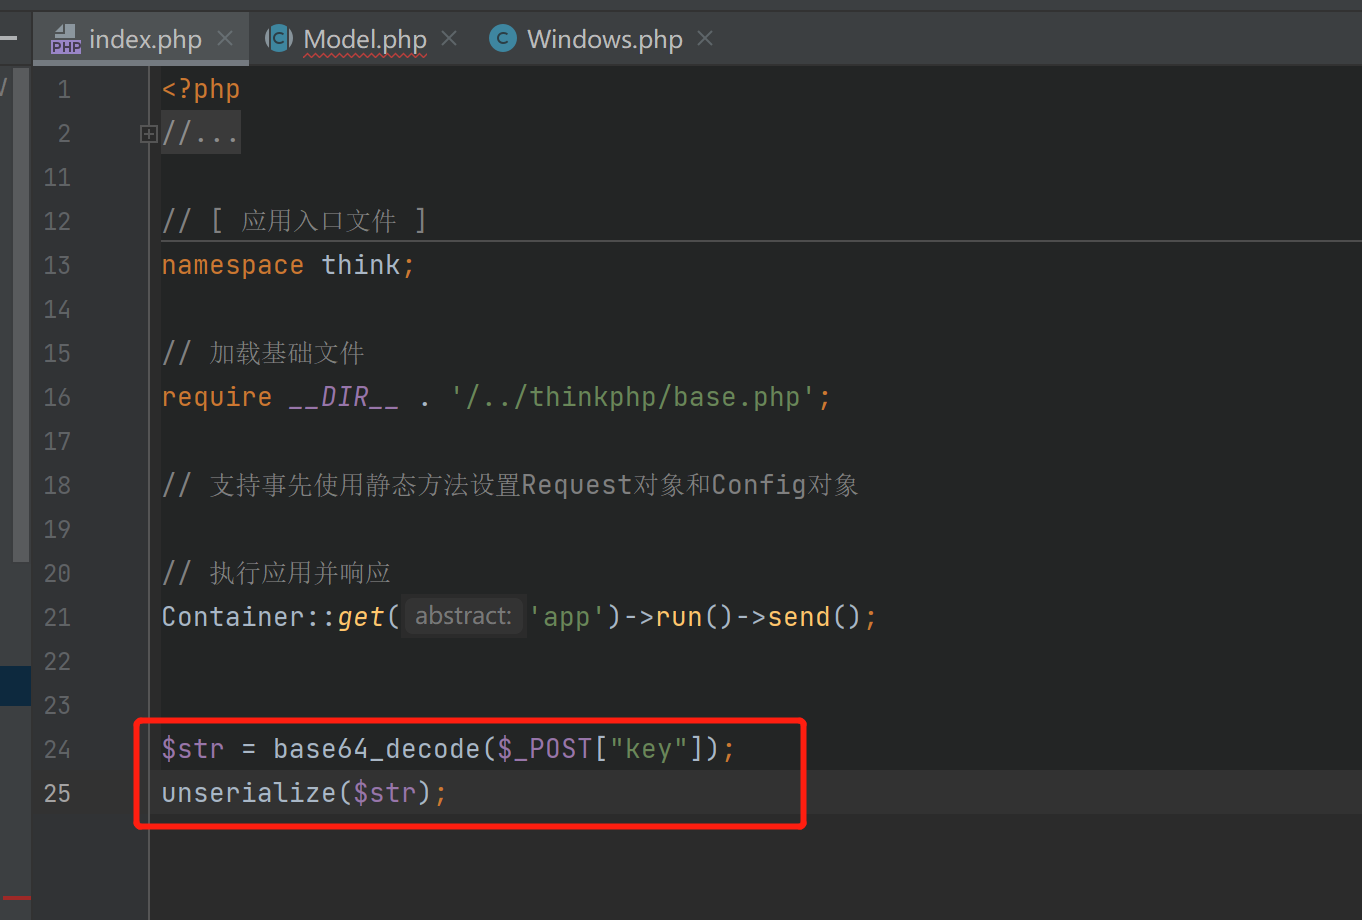 index.php Model.php Windows.php
1 <?php
2 //...
11
12 // [ 应用入口文件 ]
13 namespace think;
14
15 // 加载基础文件
16 require __DIR__ . '/../thinkphp/base.php';
17
18 // 支持事先使用静态方法设置Request对象和Config对象
19
20 // 执行应用并响应
21 Container::get( abstract: 'app')->run()->send();
22
23
24 $str = base64_decode($_POST["key"]);
25 unserialize($str);